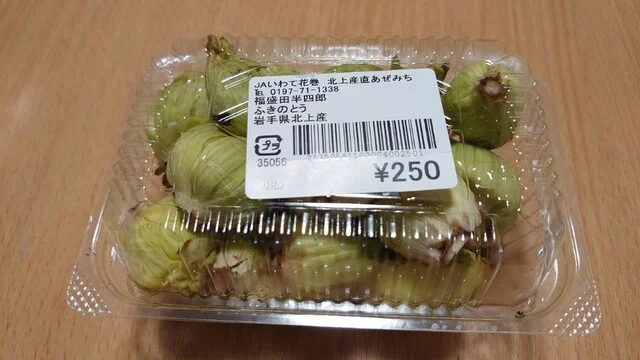 JAいわて花巻 北上産直あぜみち
℡ 0197-71-1338
福盛田半四郎
ふきのとう
岩手県北上産
プラ
35056
¥250